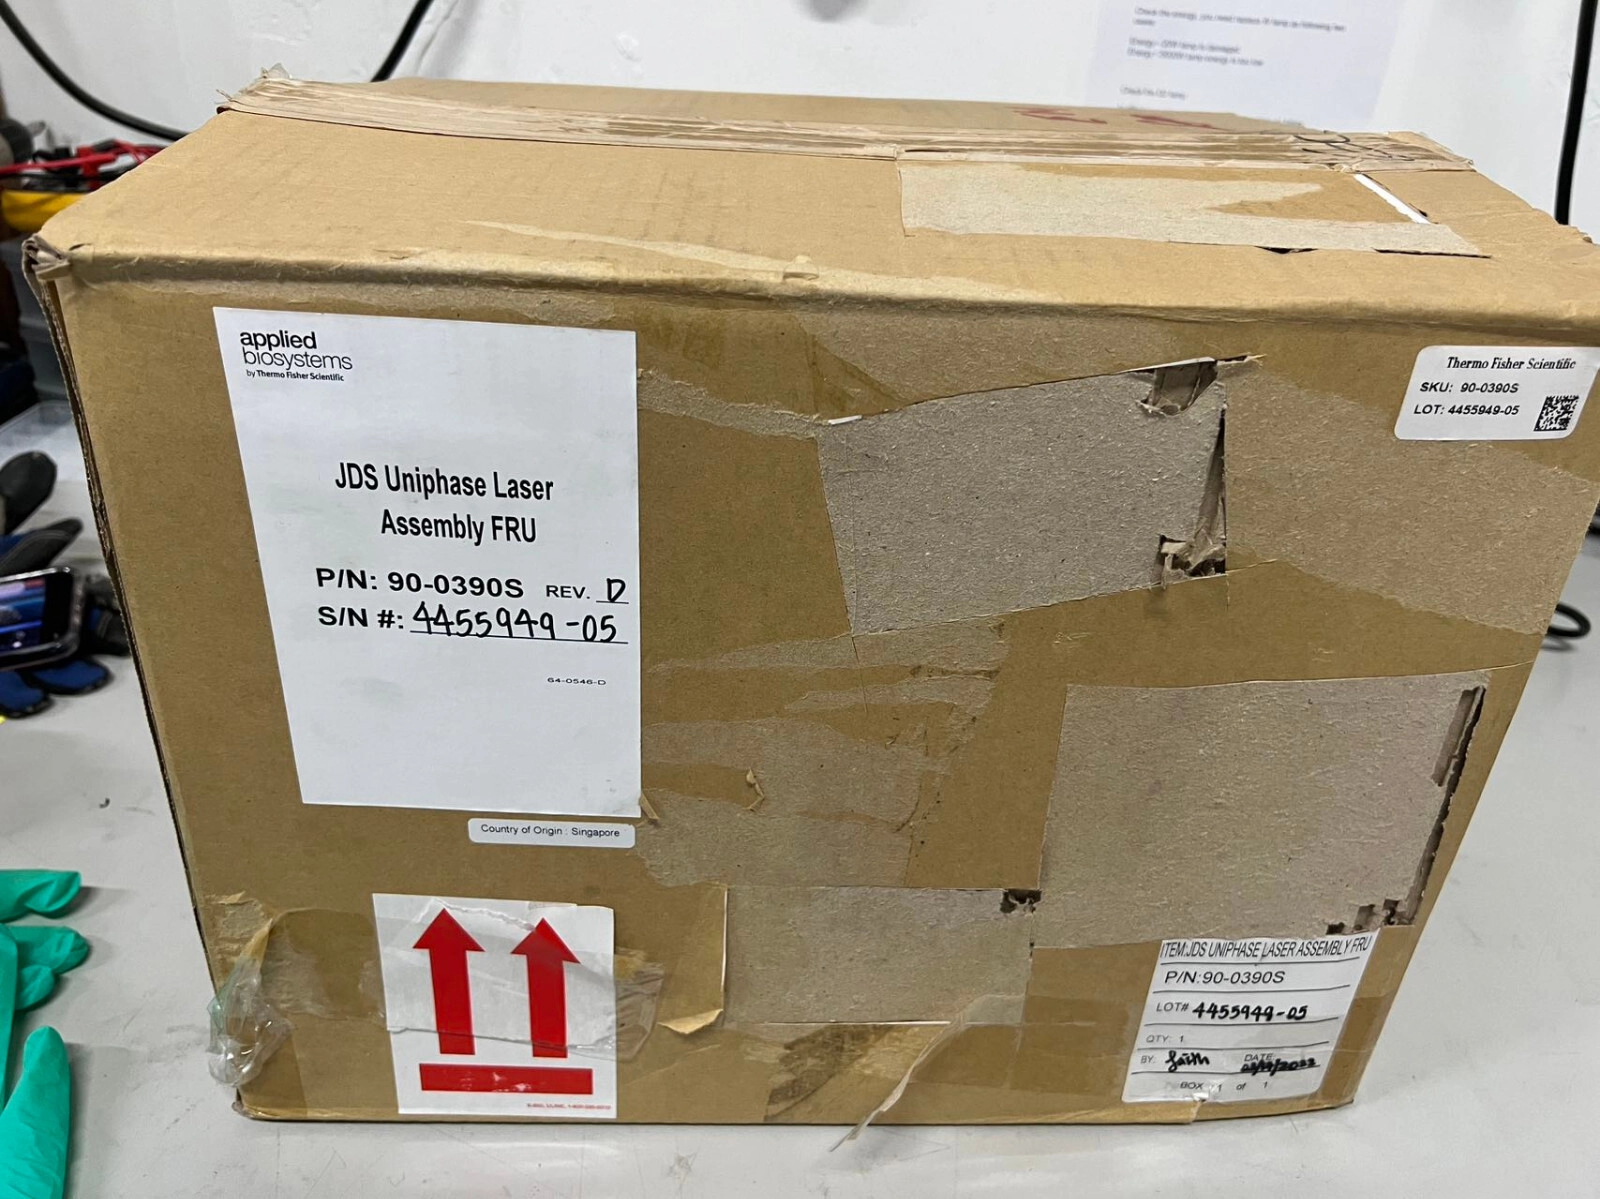 applied
biosystems
by Thermo Fisher Scientific
JDS Uniphase Laser
Assembly FRU
P/N: 90-0390S REV. D
S/N #: 4455949-05
64-0546-D
Country of Origin : Singapore
Thermo Fisher Scientific
SKU: 90-0390S
LOT: 4455949-05
ITEM:JDS UNIPHASE LASER ASSEMBLY FRU
P/N:90-0390S
LOT# 4455949-05
QTY: 1
BY: DATE:
BOX 1 of 1